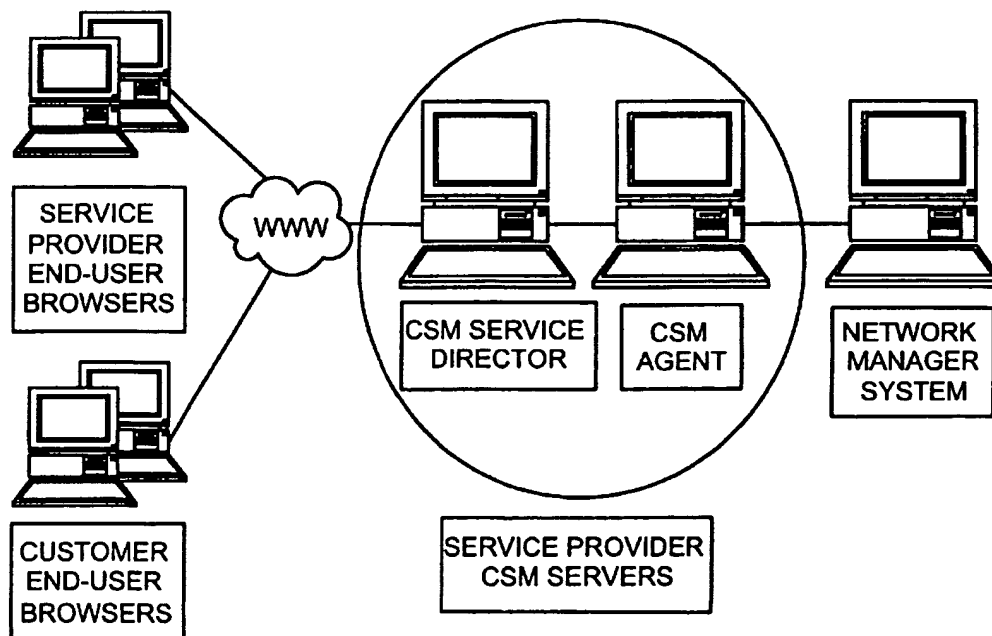 SERVICE
PROVIDER
END-USER
BROWSERS
WWW
CSM SERVICE
DIRECTOR
CSM
AGENT
NETWORK
MANAGER
SYSTEM
CUSTOMER
END-USER
BROWSERS
SERVICE PROVIDER
CSM SERVERS